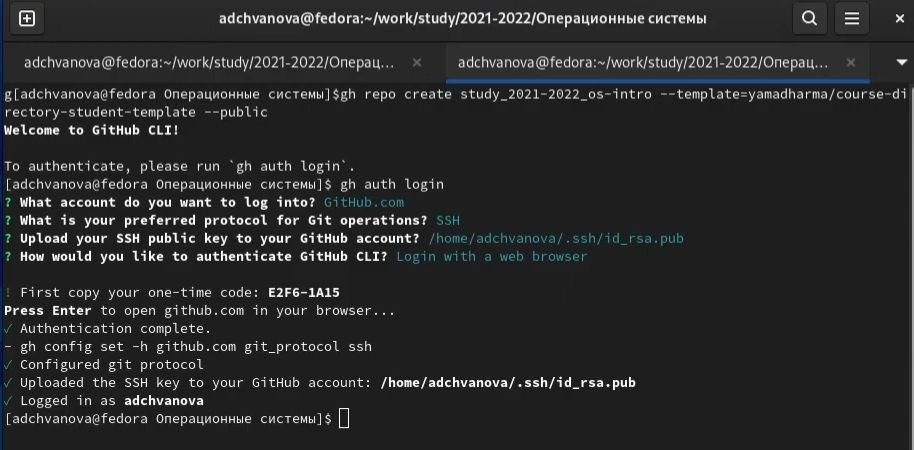 adchvanova@fedora:~/work/study/2021-2022/Операционные системы
adchvanova@fedora:~/work/study/2021-2022/Операц...
adchvanova@fedora:~/work/study/2021-2022/Операц...
g[adchvanova@fedora Операционные системы]$gh repo create study_2021-2022_os-intro --template=yamadharma/course-di
rectory-student-template --public
Welcome to GitHub CLI!
To authenticate, please run `gh auth login`.
[adchvanova@fedora Операционные системы]$ gh auth login
? What account do you want to log into? GitHub.com
? What is your preferred protocol for Git operations? SSH
? Upload your SSH public key to your GitHub account? /home/adchvanova/.ssh/id_rsa.pub
? How would you like to authenticate GitHub CLI? Login with a web browser
! First copy your one-time code: E2F6-1A15
Press Enter to open github.com in your browser...
✓ Authentication complete.
- gh config set -h github.com git_protocol ssh
✓ Configured git protocol
✓ Uploaded the SSH key to your GitHub account: /home/adchvanova/.ssh/id_rsa.pub
✓ Logged in as adchvanova
[adchvanova@fedora Операционные системы]$